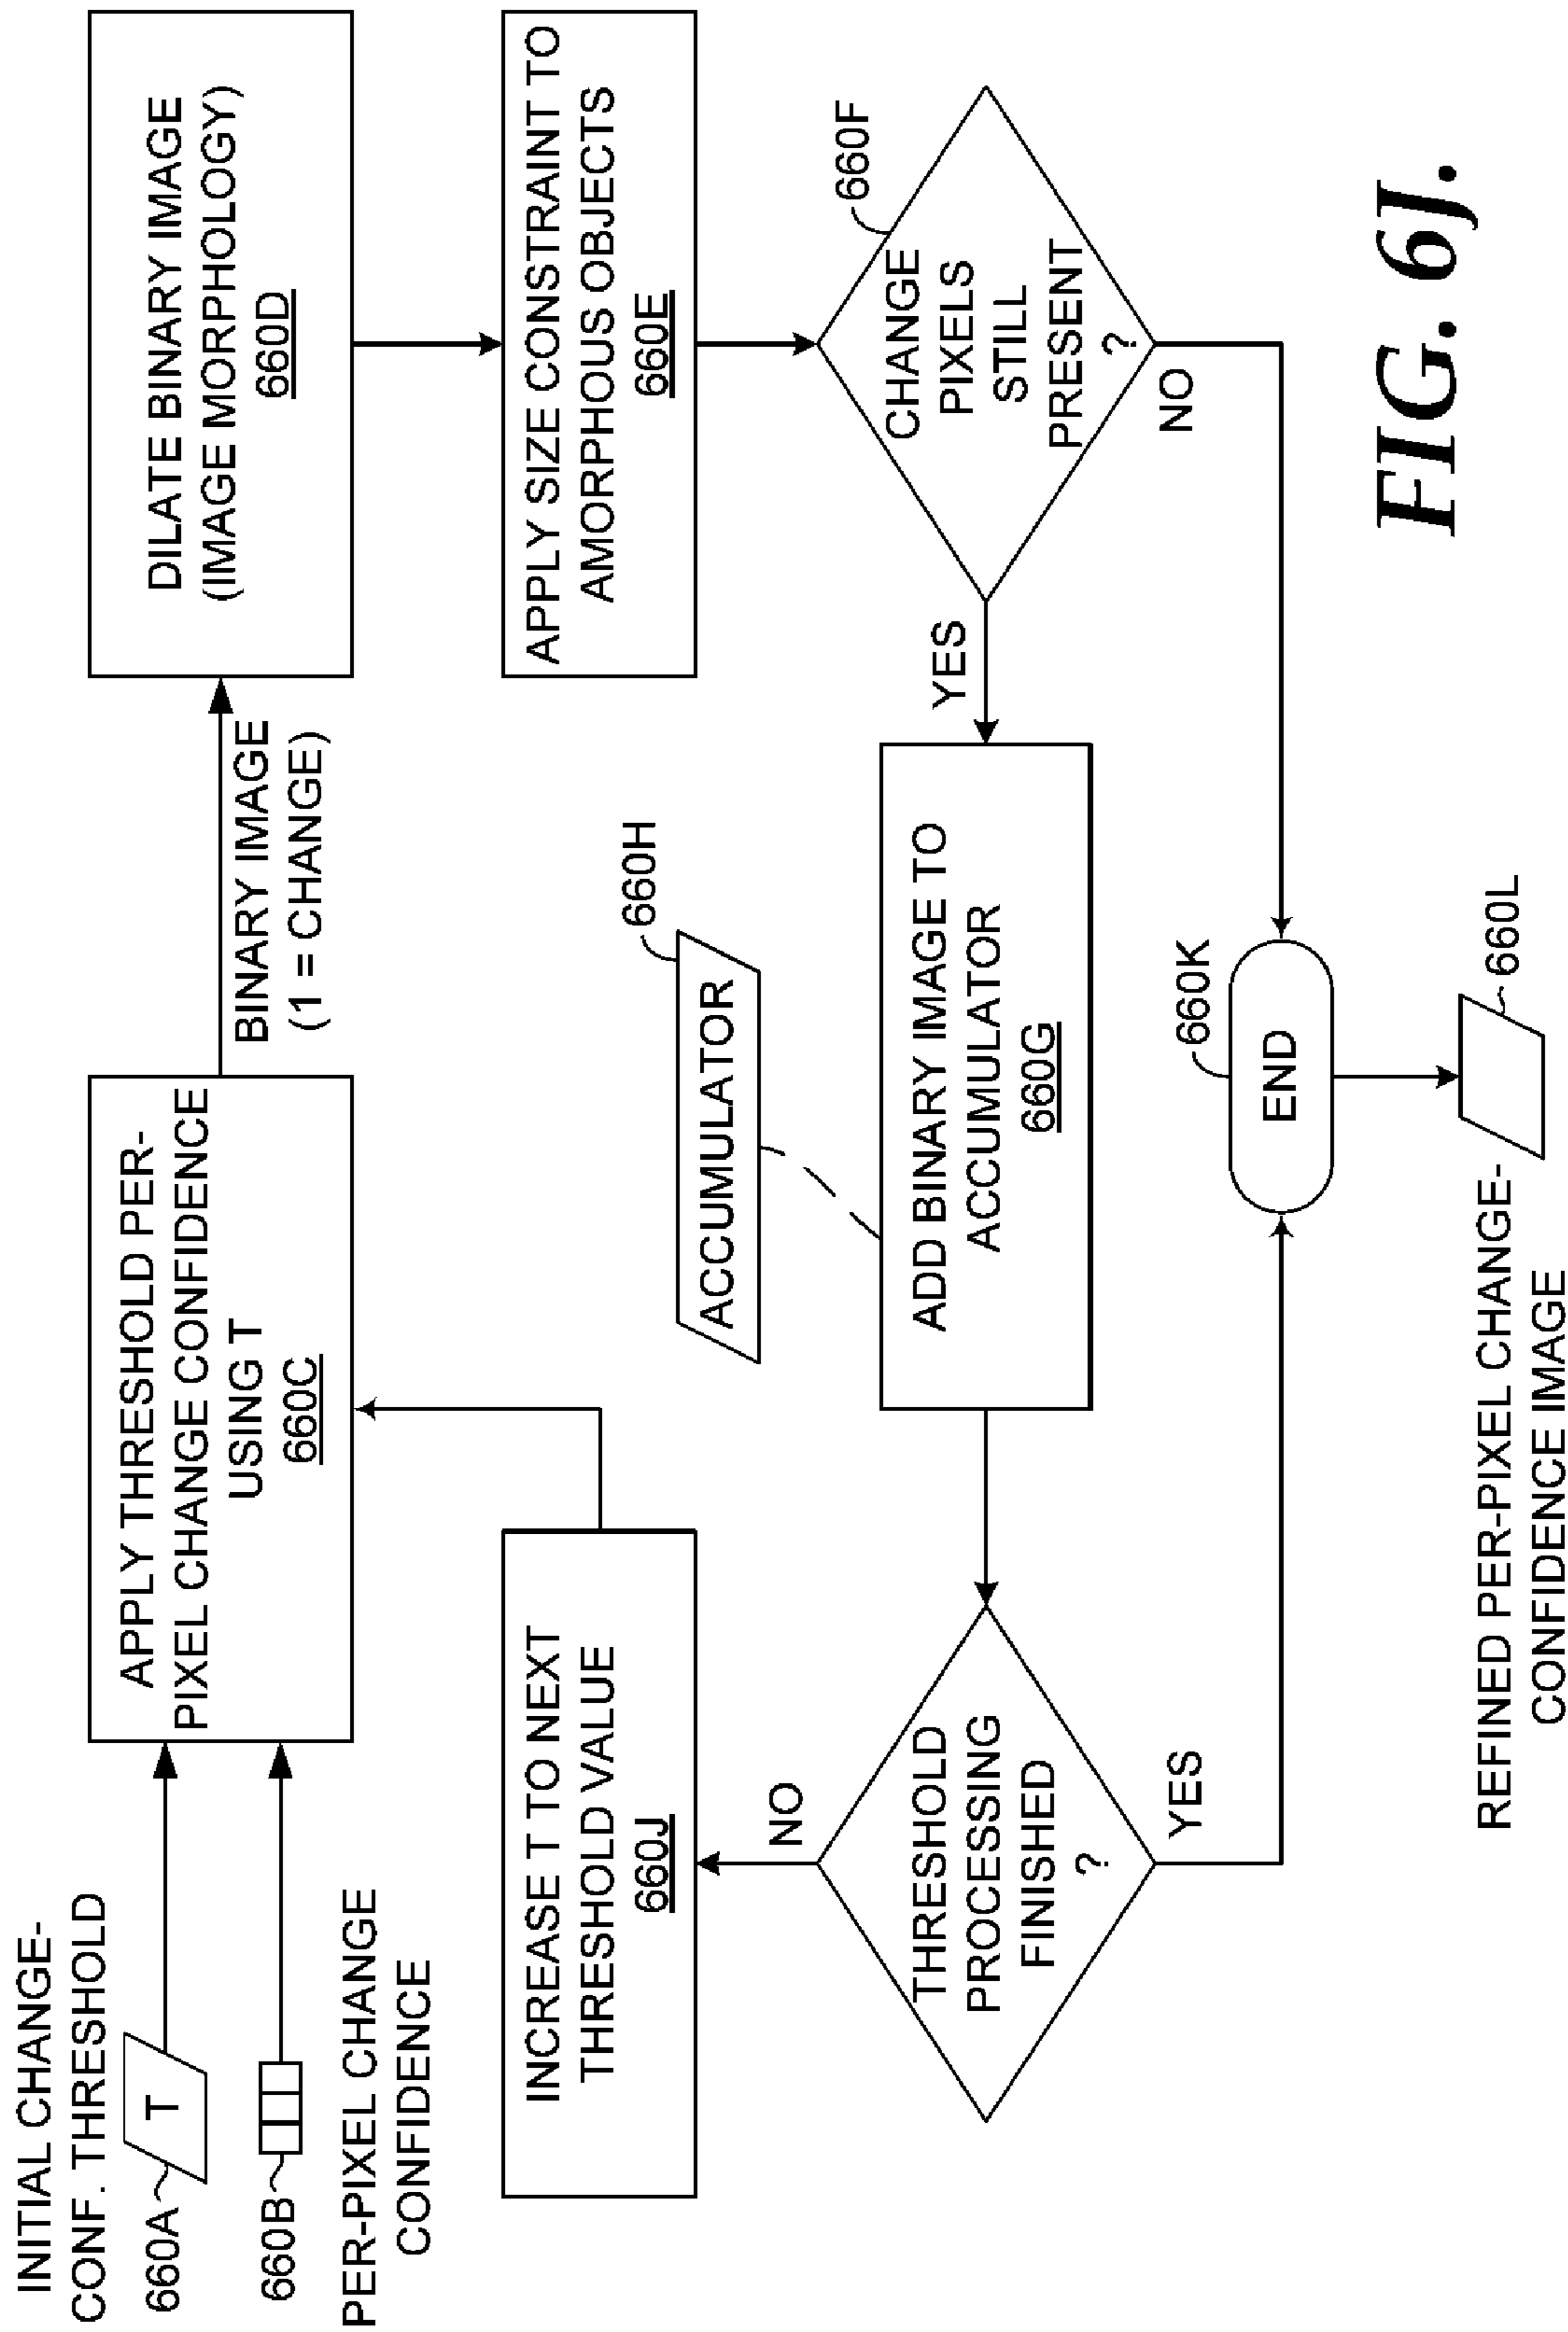 INITIAL CHANGE-
CONF. THRESHOLD
660A
T
660B
PER-PIXEL CHANGE
CONFIDENCE
APPLY THRESHOLD PER-
PIXEL CHANGE CONFIDENCE
USING T
660C
BINARY IMAGE
(1 = CHANGE)
DILATE BINARY IMAGE
(IMAGE MORPHOLOGY)
660D
APPLY SIZE CONSTRAINT TO
AMORPHOUS OBJECTS
660E
660F
CHANGE
PIXELS
STILL
PRESENT
?
YES
NO
660H
ACCUMULATOR
ADD BINARY IMAGE TO
ACCUMULATOR
660G
THRESHOLD
PROCESSING
FINISHED
?
NO
YES
INCREASE T TO NEXT
THRESHOLD VALUE
660J
660K
END
660L
REFINED PER-PIXEL CHANGE-
CONFIDENCE IMAGE
FIG. 6J.